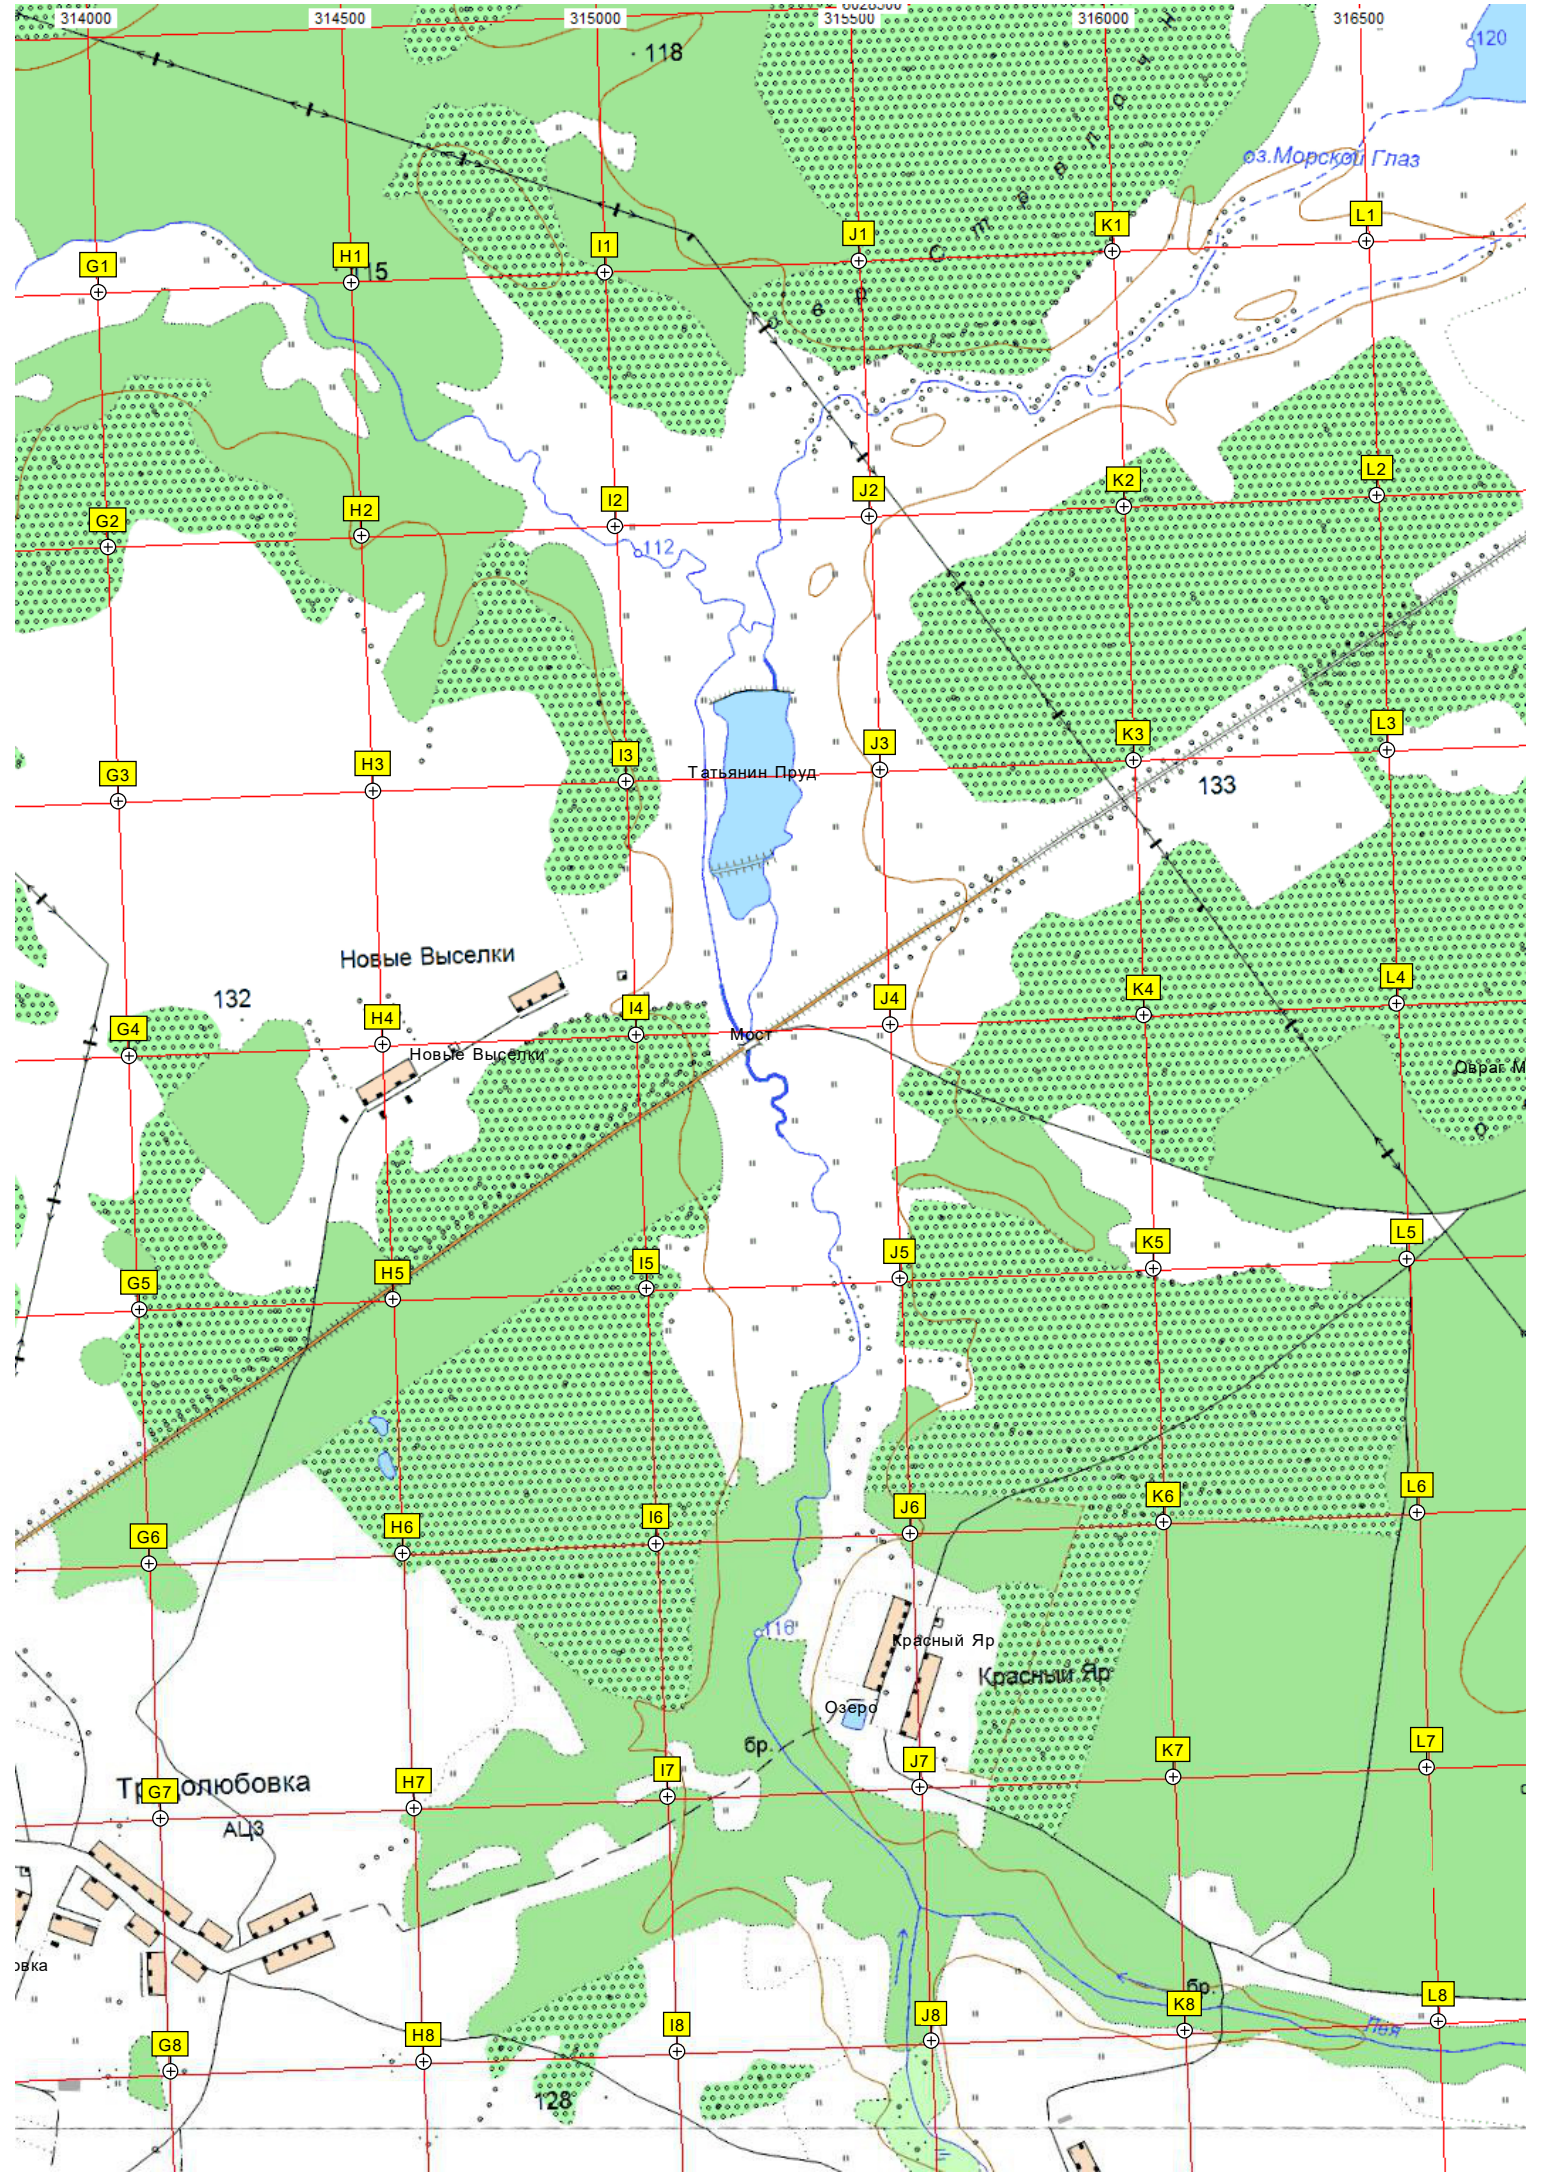 6028500
314000 314500 315000 315500 316000 316500
118
120
оз.Морской Глаз
G1 H1 I1 J1 K1 L1
G2 H2 I2 J2 K2 L2
112
G3 H3 I3 J3 K3 L3
Татьянин Пруд
133
Новые Выселки
132
G4 H4 I4 J4 K4 L4
Мост
Новые Выселки
Овраг М
G5 H5 I5 J5 K5 L5
G6 H6 I6 J6 K6 L6
116
Красный Яр
Красный Яр
Озеро
бр.
G7 H7 I7 J7 K7 L7
АЦЗ
овка
бр.
G8 H8 I8 J8 K8 L8
128